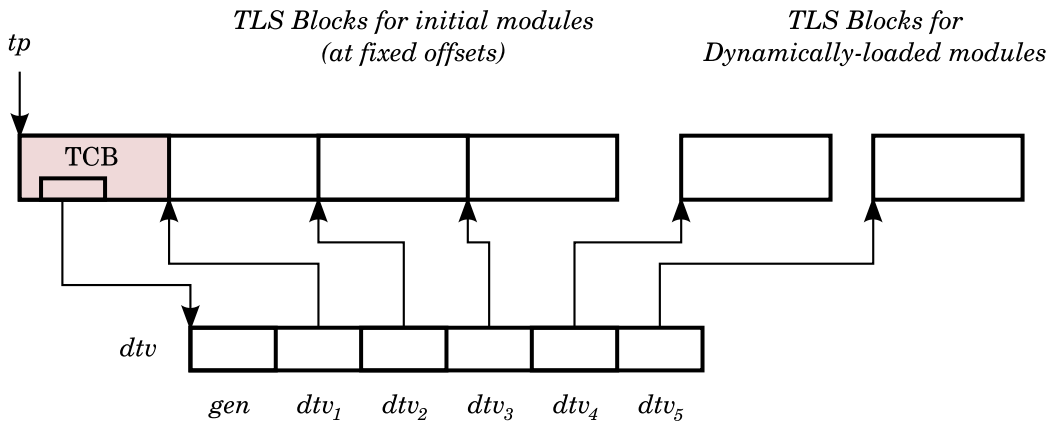 TLS Blocks for initial modules
(at fixed offsets)
TLS Blocks for
Dynamically-loaded modules
tp
TCB
dtv
gen dtv₁ dtv₂ dtv₃ dtv₄ dtv₅